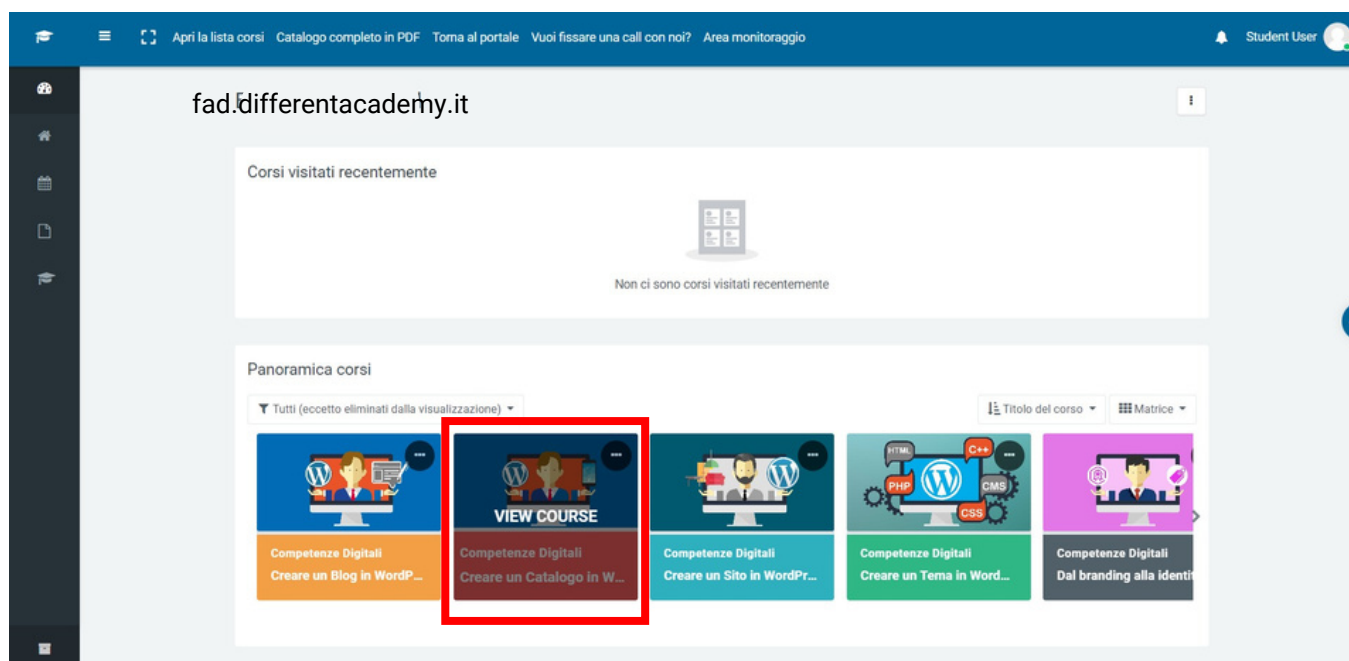 Apri la lista corsi Catalogo completo in PDF Torna al portale Vuoi fissare una call con noi? Area monitoraggio Student User
fad.differentacademy.it
Corsi visitati recentemente
Non ci sono corsi visitati recentemente
Panoramica corsi
Tutti (eccetto eliminati dalla visualizzazione) Titolo del corso Matrice
HTML C++ PHP CMS CSS
VIEW COURSE
Competenze Digitali Competenze Digitali Competenze Digitali Competenze Digitali Competenze Digitali
Creare un Blog in WordP... Creare un Catalogo in W... Creare un Sito in WordPr... Creare un Tema in Word... Dal branding alla identit